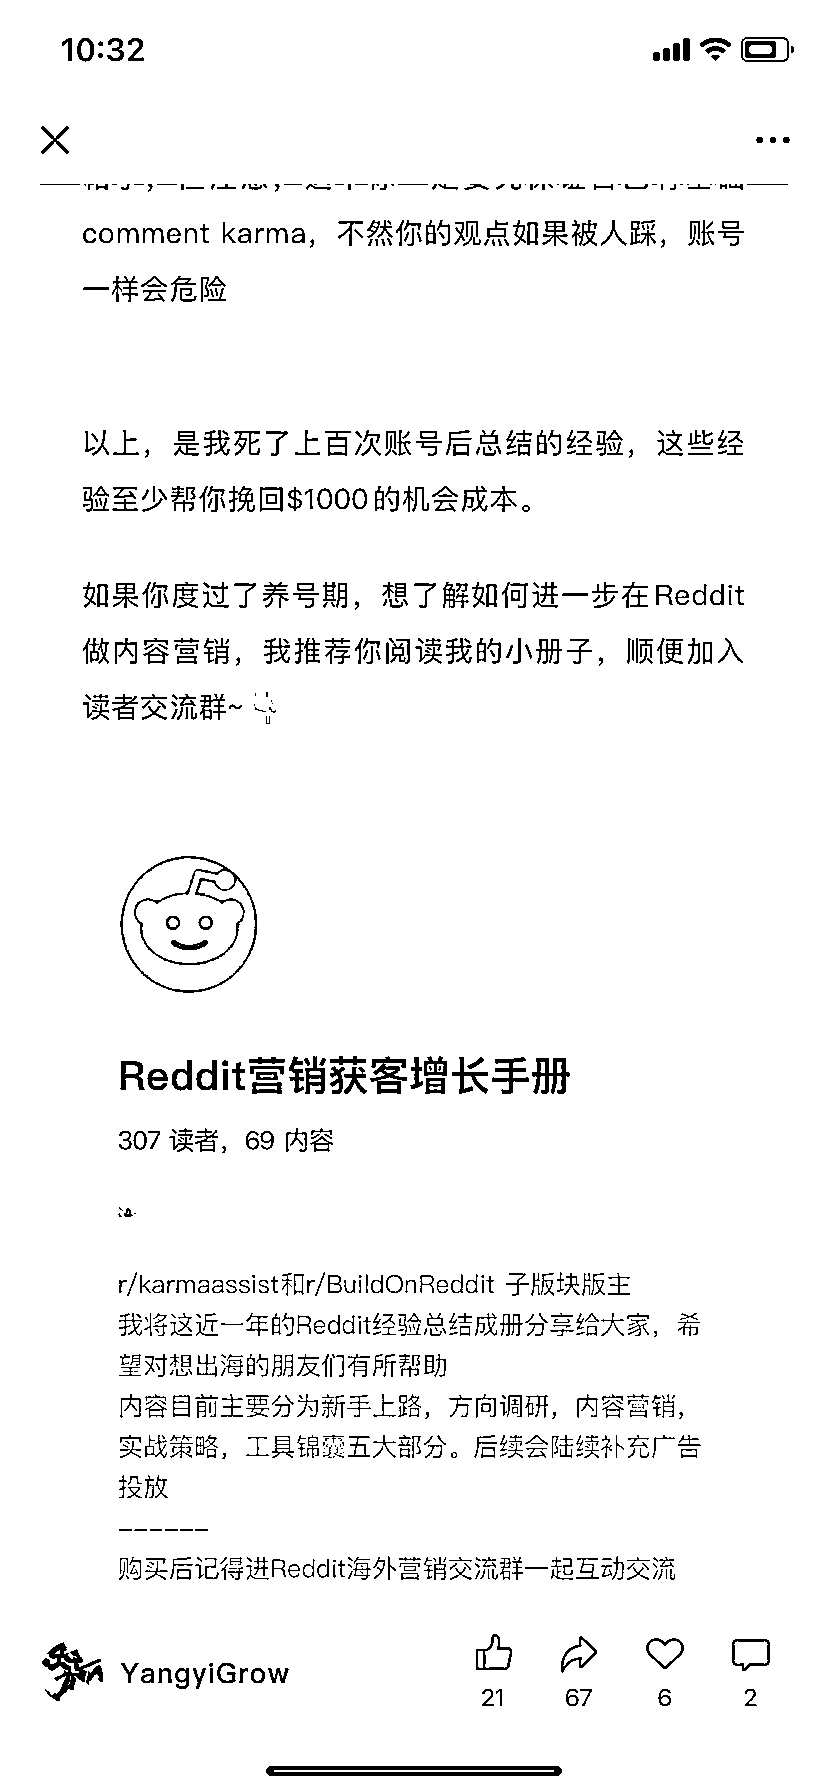 10:32
comment karma，不然你的观点如果被人踩，账号
一样会危险
以上，是我死了上百次账号后总结的经验，这些经
验至少帮你挽回$1000的机会成本。
如果你度过了养号期，想了解如何进一步在Reddit
做内容营销，我推荐你阅读我的小册子，顺便加入
读者交流群~
Reddit营销获客增长手册
307 读者，69 内容
r/karmaassist和r/BuildOnReddit 子版块版主
我将这近一年的Reddit经验总结成册分享给大家，希
望对想出海的朋友们有所帮助
内容目前主要分为新手上路，方向调研，内容营销，
实战策略，工具锦囊五大部分。后续会陆续补充广告
投放
------
购买后记得进Reddit海外营销交流群一起互动交流
YangyiGrow
21 67 6 2